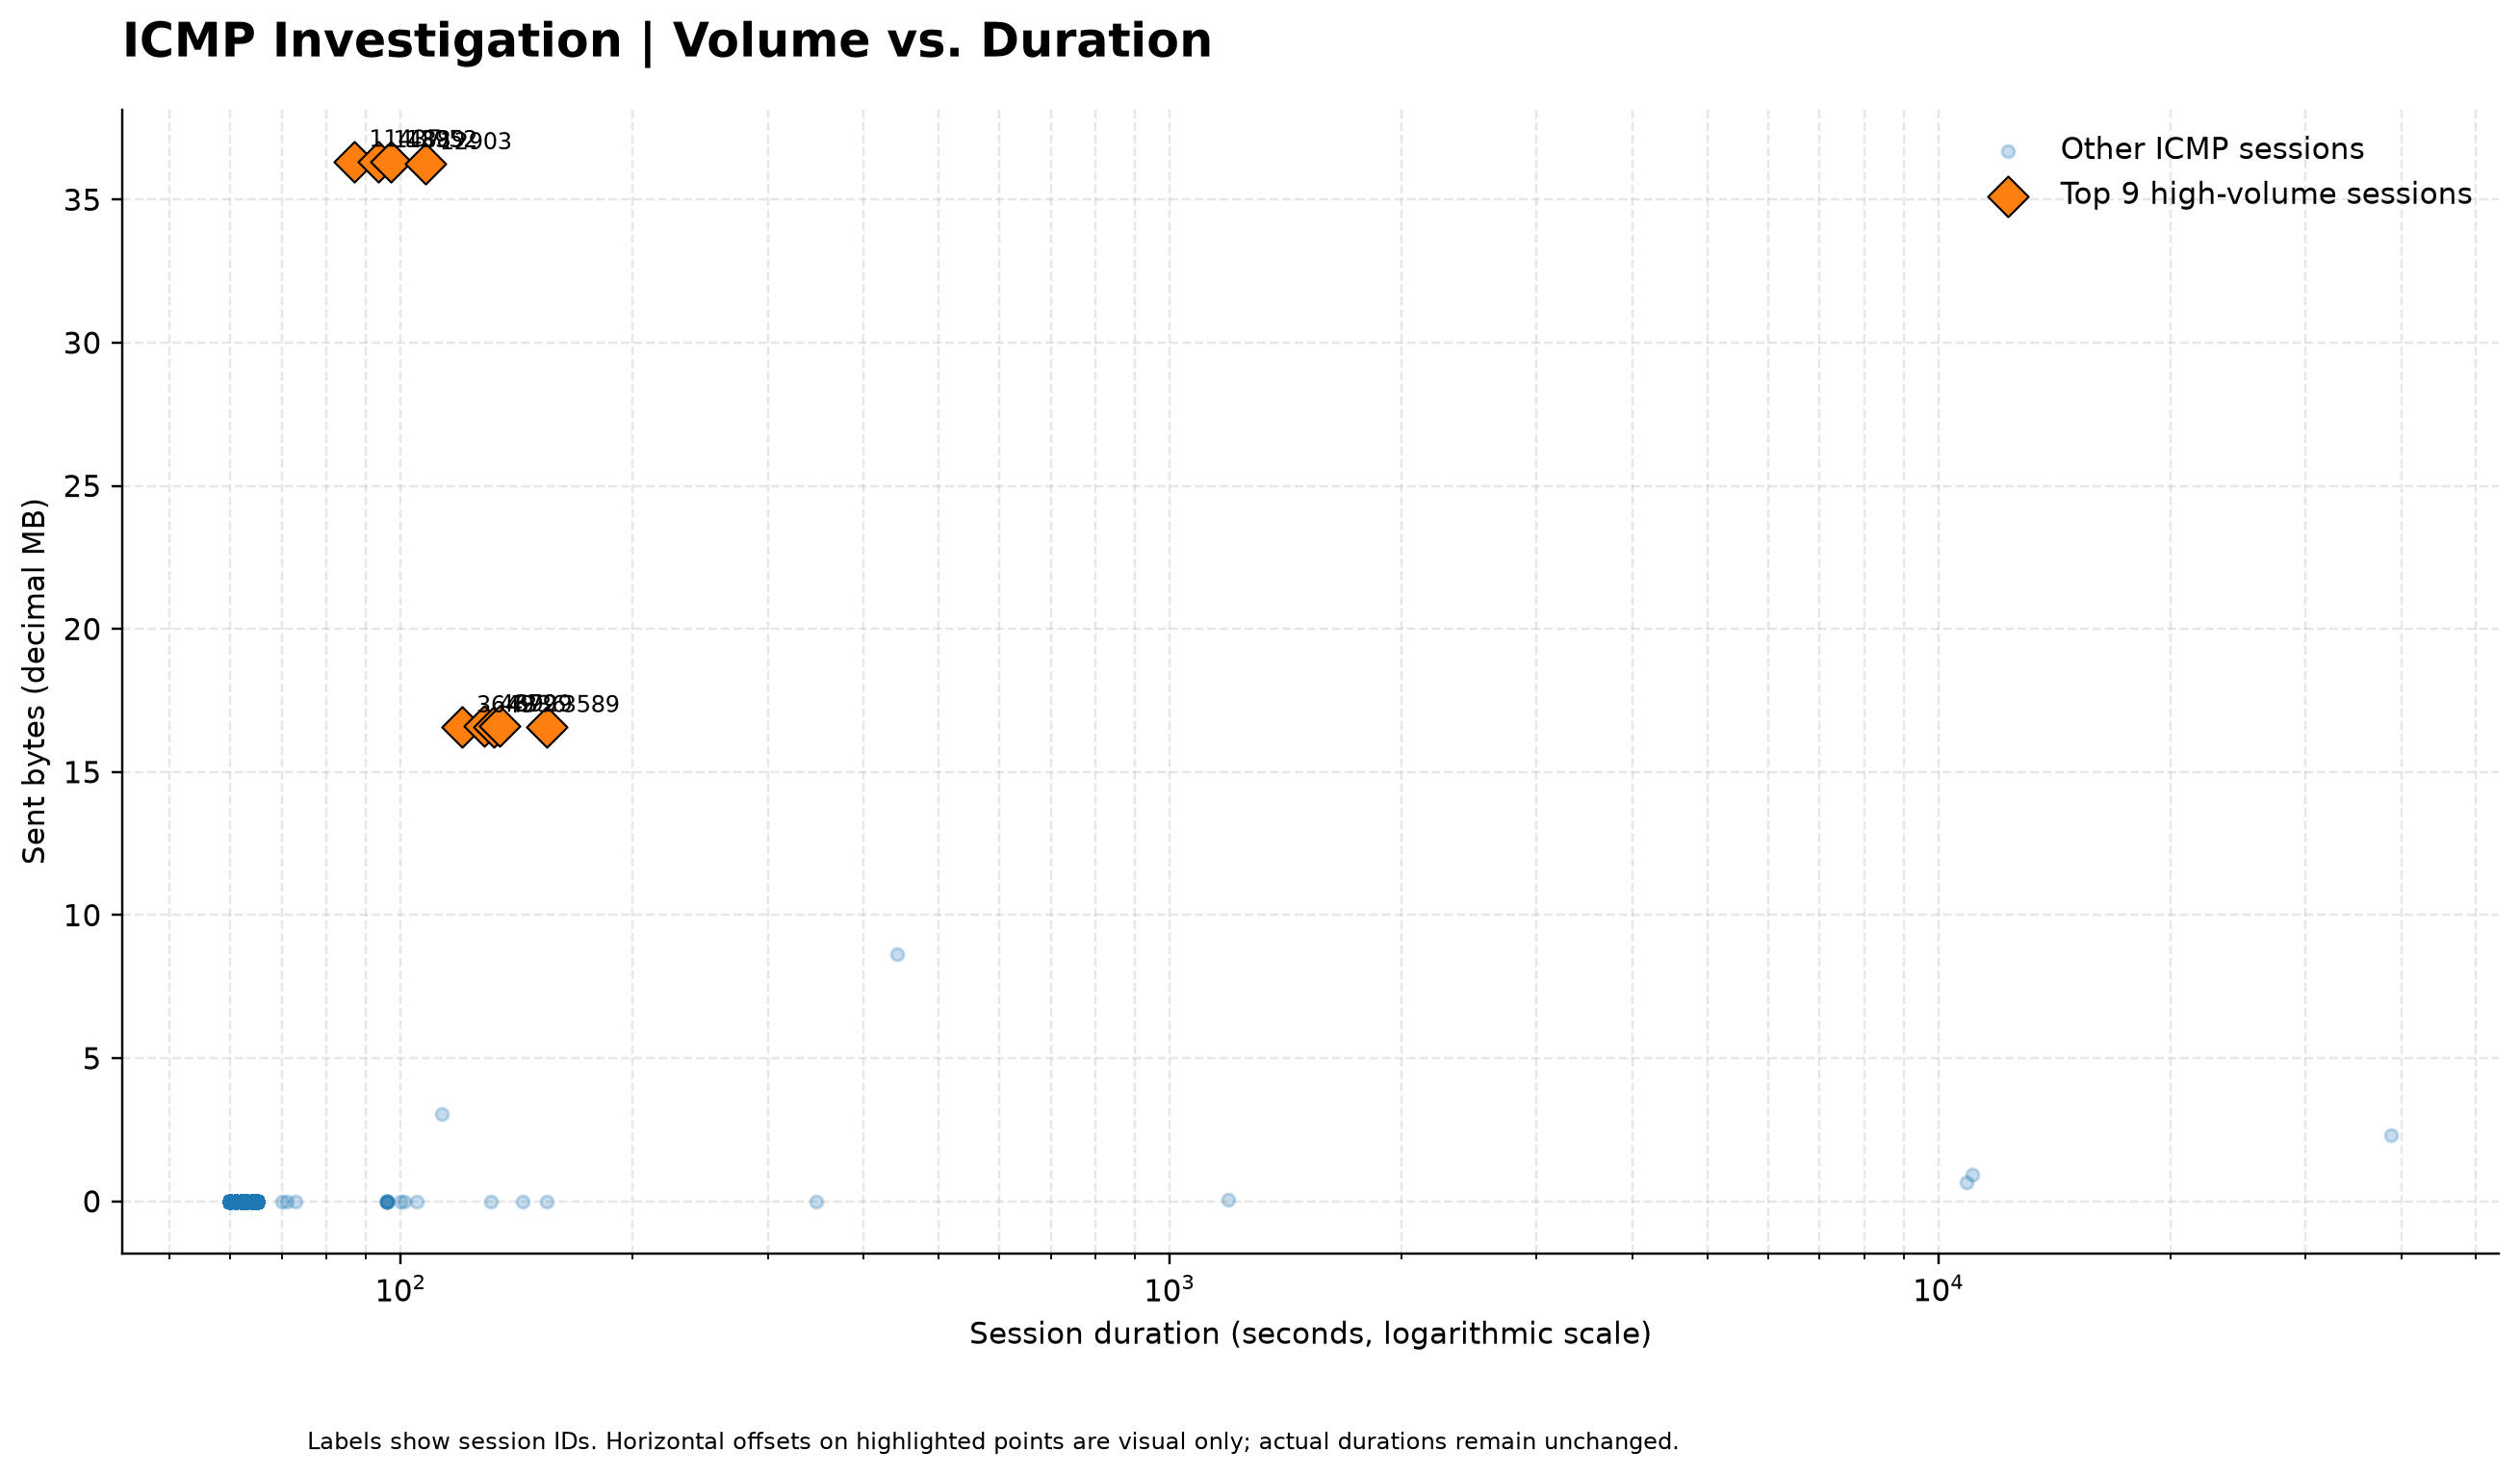 ICMP Investigation | Volume vs. Duration
Other ICMP sessions
Top 9 high-volume sessions
35
30
25
20
15
10
5
0
Sent bytes (decimal MB)
10²
10³
10⁴
Session duration (seconds, logarithmic scale)
Labels show session IDs. Horizontal offsets on highlighted points are visual only; actual durations remain unchanged.